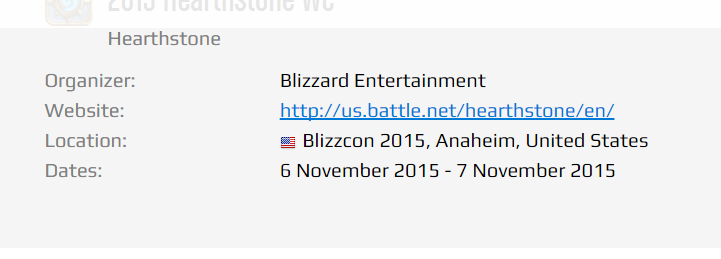 2015 Hearthstone WC
Hearthstone
Organizer: Blizzard Entertainment
Website: http://us.battle.net/hearthstone/en/
Location: Blizzcon 2015, Anaheim, United States
Dates: 6 November 2015 - 7 November 2015